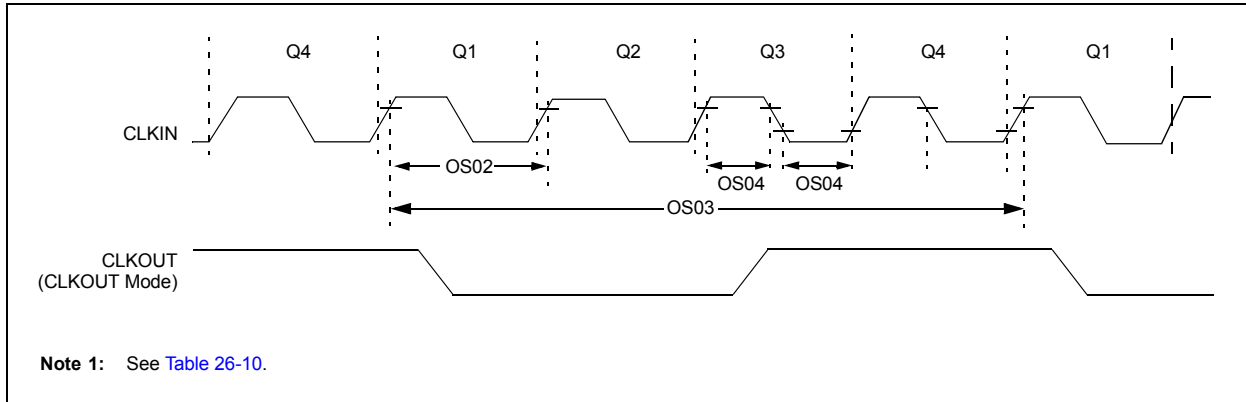 Q4 Q1 Q2 Q3 Q4 Q1
CLKIN
OS02
OS04 OS04
OS03
CLKOUT
(CLKOUT Mode)
Note 1: See Table 26-10.